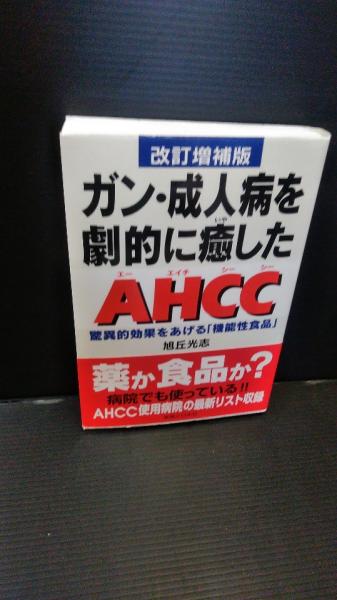 改訂増補版
ガン・成人病を
劇的に癒した
いや
エー エイチ シー シー
AHCC
驚異的効果をあげる「機能性食品」
旭丘光志
薬か食品か?
病院でも使っている!!
AHCC使用病院の最新リスト収録